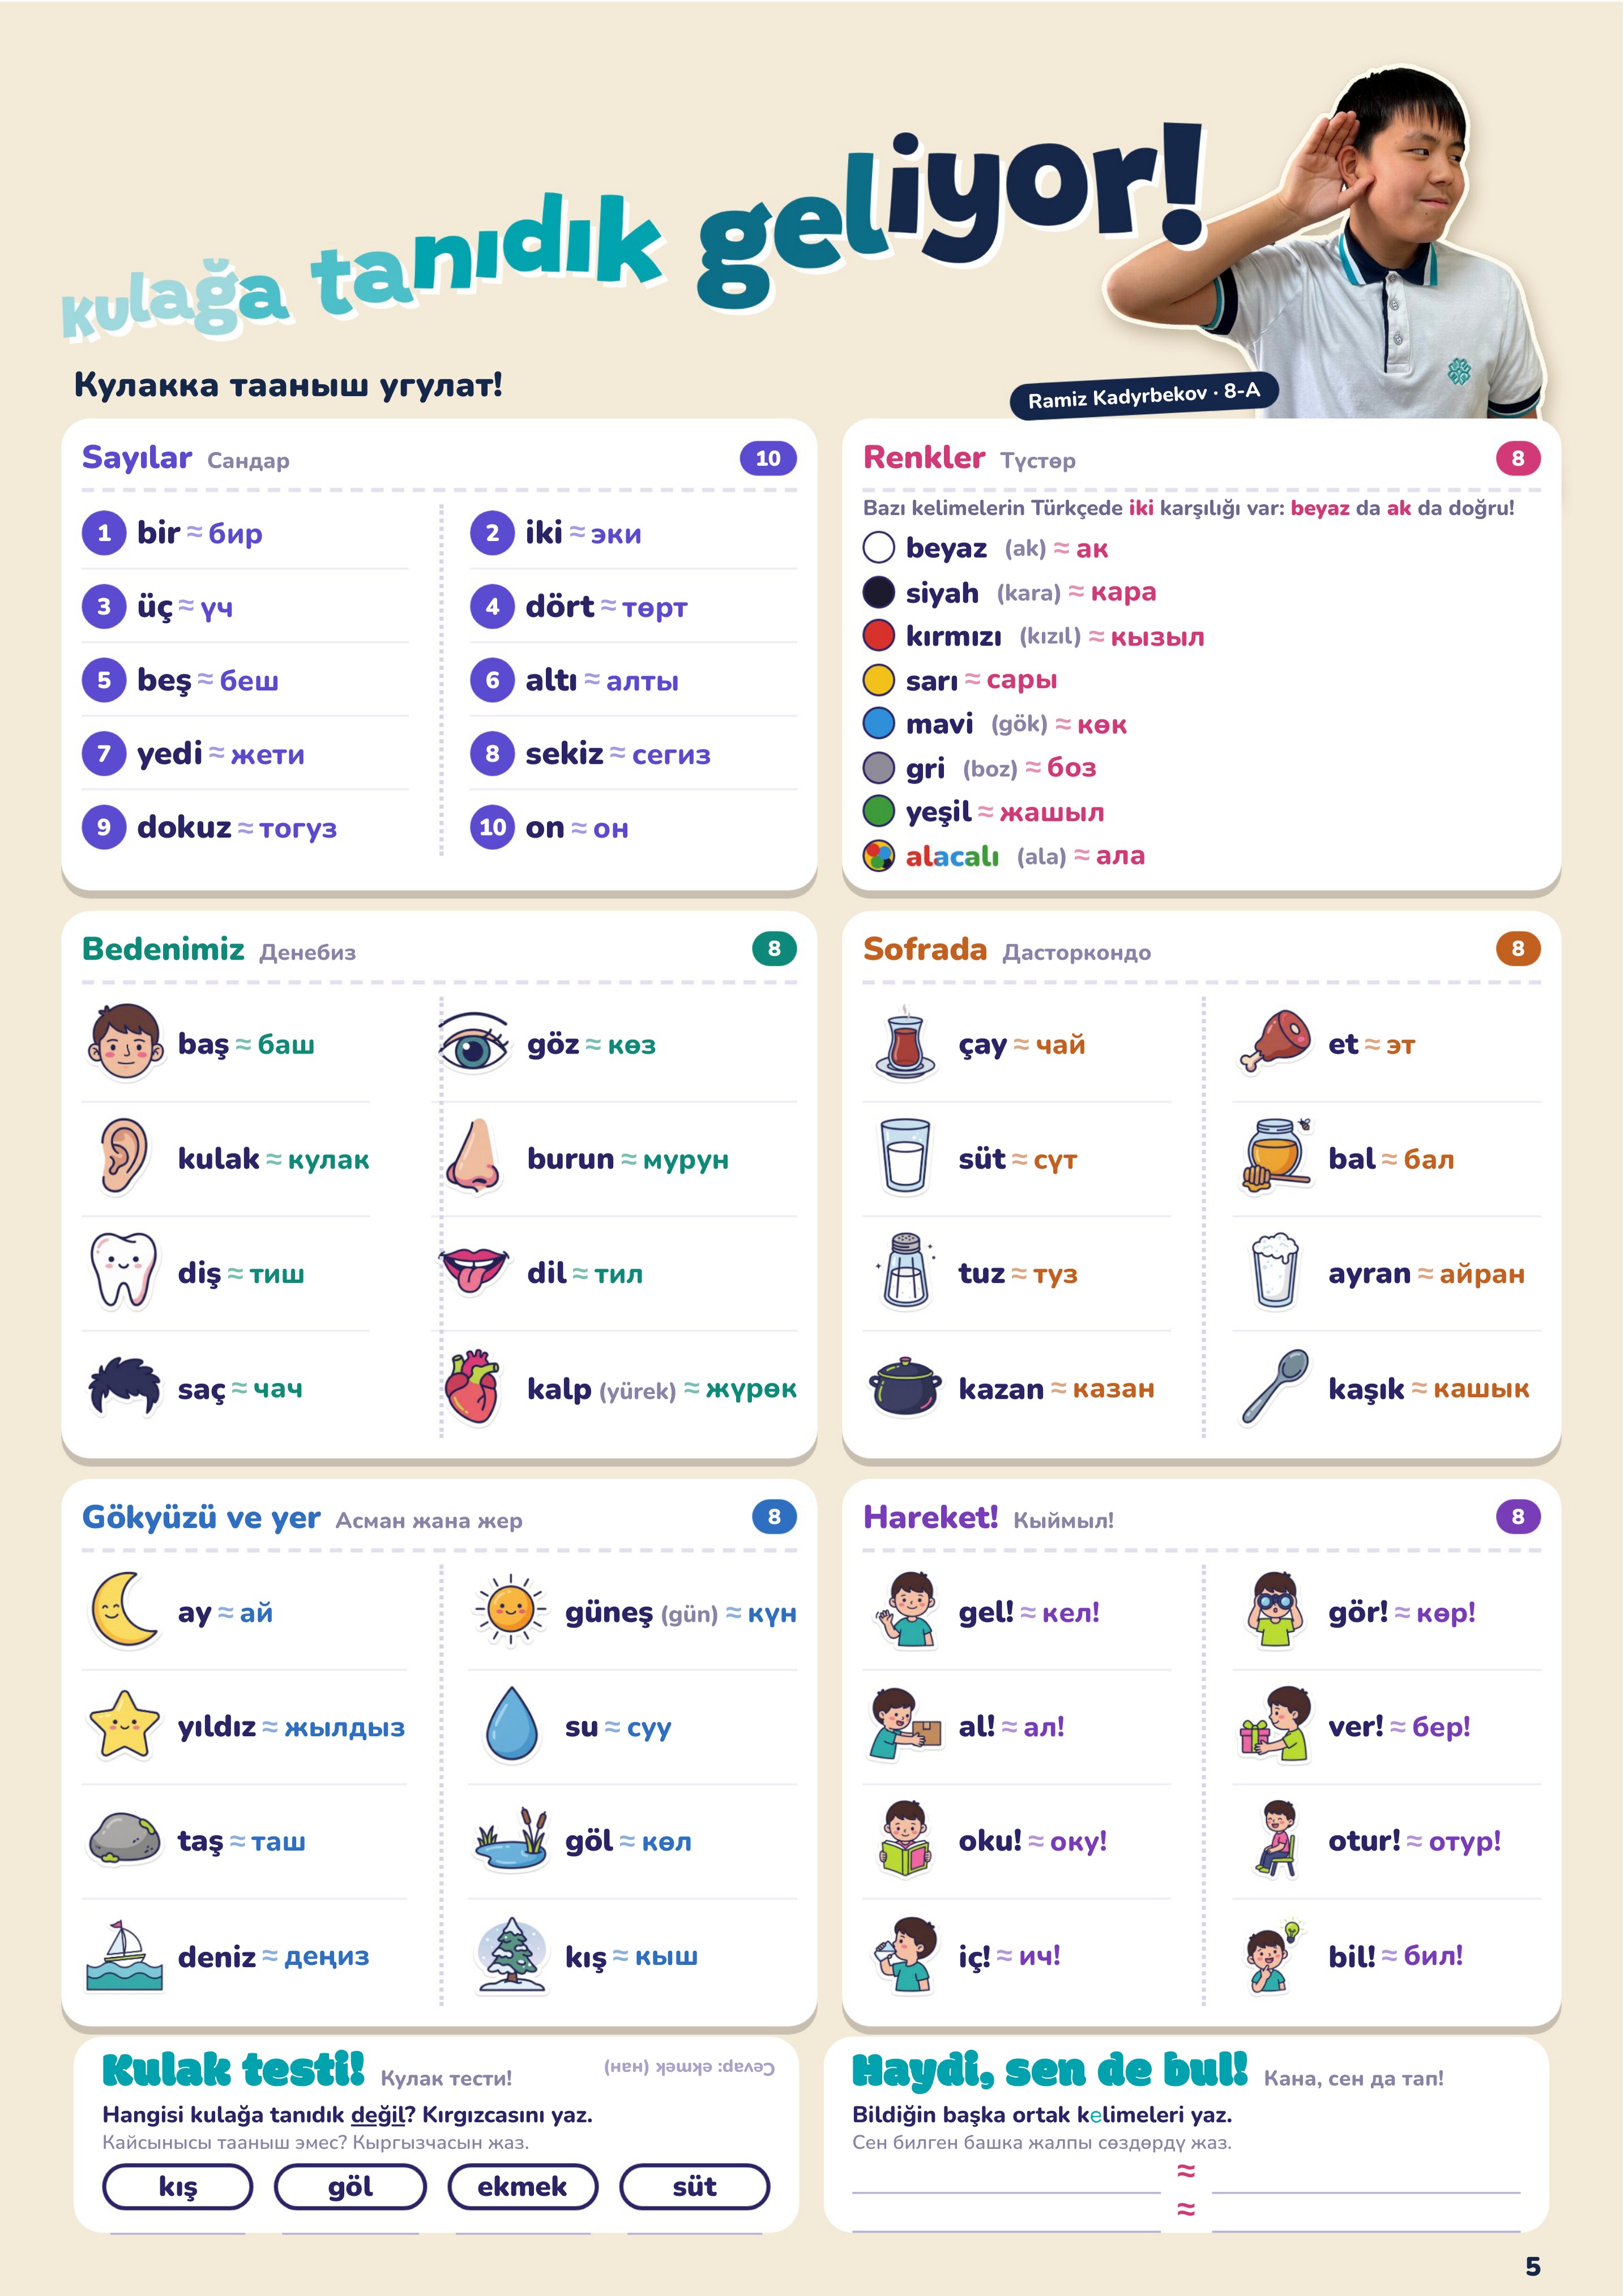 kulağa tanıdık geliyor!
Кулакка тааныш угулат!
Ramiz Kadyrbekov · 8-A
Sayılar Сандар 10
1 bir ≈ бир
2 iki ≈ эки
3 üç ≈ үч
4 dört ≈ төрт
5 beş ≈ беш
6 altı ≈ алты
7 yedi ≈ жети
8 sekiz ≈ сегиз
9 dokuz ≈ тогуз
10 on ≈ он
Renkler Түстөр 8
Bazı kelimelerin Türkçede iki karşılığı var: beyaz da ak da doğru!
beyaz (ak) ≈ ак
siyah (kara) ≈ кара
kırmızı (kızıl) ≈ кызыл
sarı ≈ сары
mavi (gök) ≈ көк
gri (boz) ≈ боз
yeşil ≈ жашыл
alacalı (ala) ≈ ала
Bedenimiz Денебиз 8
baş ≈ баш
göz ≈ көз
kulak ≈ кулак
burun ≈ мурун
diş ≈ тиш
dil ≈ тил
saç ≈ чач
kalp (yürek) ≈ жүрөк
Sofrada Дасторкондо 8
çay ≈ чай
et ≈ эт
süt ≈ сүт
bal ≈ бал
tuz ≈ туз
ayran ≈ айран
kazan ≈ казан
kaşık ≈ кашык
Gökyüzü ve yer Асман жана жер 8
ay ≈ ай
güneş (gün) ≈ күн
yıldız ≈ жылдыз
su ≈ суу
taş ≈ таш
göl ≈ көл
deniz ≈ деңиз
kış ≈ кыш
Hareket! Кыймыл! 8
gel! ≈ кел!
gör! ≈ көр!
al! ≈ ал!
ver! ≈ бер!
oku! ≈ оку!
otur! ≈ отур!
iç! ≈ ич!
bil! ≈ бил!
Kulak testi! Кулак тести! Cevap: ekmek (нан)
Hangisi kulağa tanıdık değil? Kırgızcasını yaz.
Кайсынысы тааныш эмес? Кыргызчасын жаз.
kış göl ekmek süt
Haydi, sen de bul! Кана, сен да тап!
Bildiğin başka ortak kelimeleri yaz.
Сен билген башка жалпы сөздөрдү жаз.
≈
≈
5